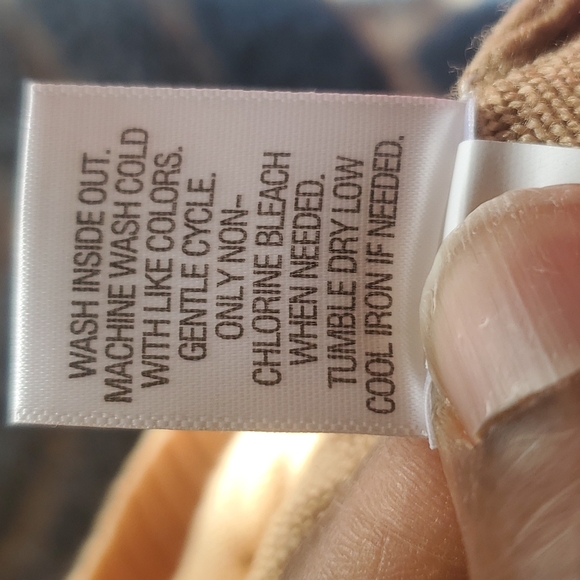 WASH INSIDE OUT.
MACHINE WASH COLD
WITH LIKE COLORS.
GENTLE CYCLE.
ONLY NON-
CHLORINE BLEACH
WHEN NEEDED.
TUMBLE DRY LOW
COOL IRON IF NEEDED.